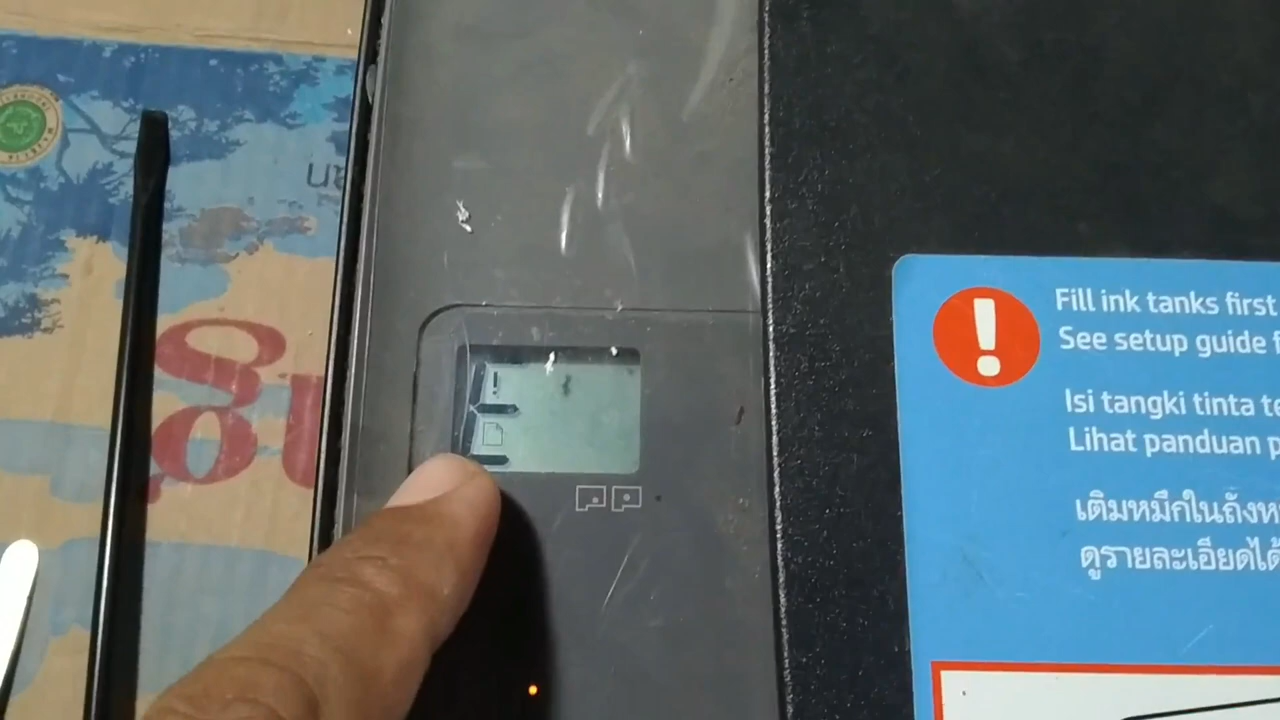 Fill ink tanks first
See setup guide
Isi tangki tinta
Lihat panduan
เติมหมึกในถังห
ดูรายละเอียดได้